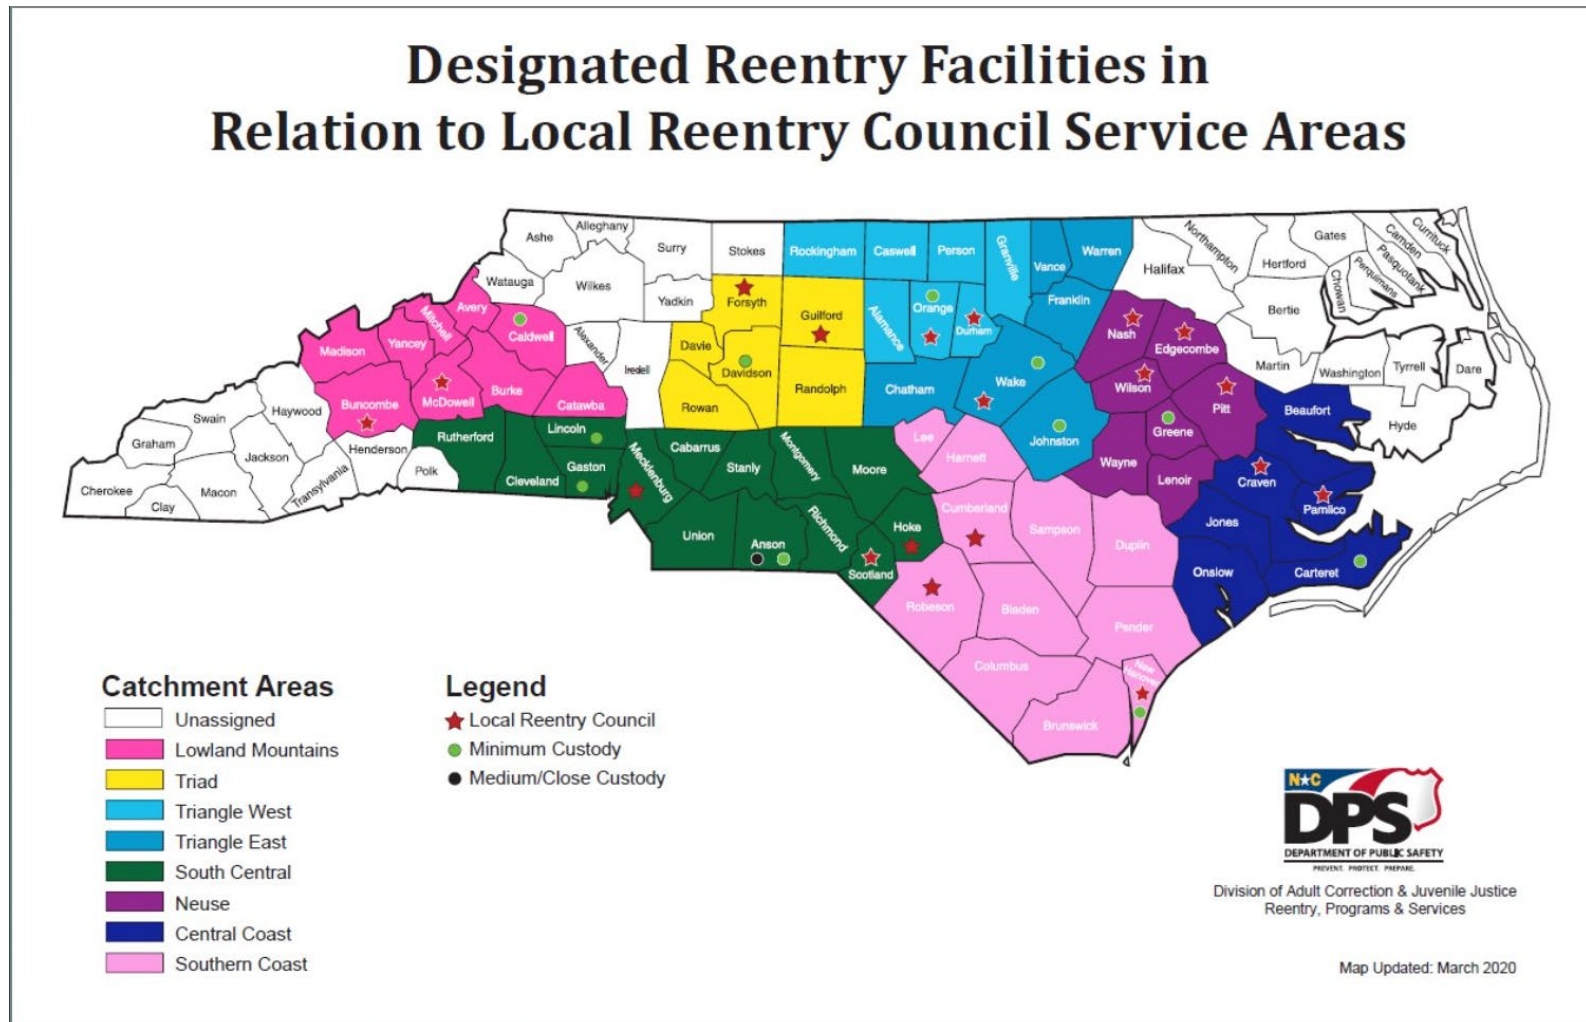 Designated Reentry Facilities in
Relation to Local Reentry Council Service Areas
Ashe
Alleghany
Surry
Stokes
Rockingham
Caswell
Person
Granville
Vance
Warren
Northampton
Gates
Camden
Currituck
Pasquotank
Perquimans
Chowan
Hertford
Halifax
Bertie
Watauga
Wilkes
Yadkin
Forsyth
Guilford
Alamance
Orange
Durham
Franklin
Nash
Edgecombe
Martin
Washington
Tyrrell
Dare
Avery
Mitchell
Yancey
Madison
Caldwell
Alexander
Iredell
Davie
Davidson
Randolph
Chatham
Wake
Wilson
Pitt
Beaufort
Hyde
Buncombe
McDowell
Burke
Catawba
Rowan
Haywood
Swain
Graham
Jackson
Henderson
Transylvania
Polk
Cherokee
Clay
Macon
Rutherford
Cleveland
Lincoln
Gaston
Mecklenburg
Cabarrus
Stanly
Montgomery
Moore
Lee
Harnett
Johnston
Wayne
Greene
Lenoir
Craven
Pamlico
Jones
Onslow
Carteret
Union
Anson
Richmond
Scotland
Hoke
Cumberland
Sampson
Duplin
Robeson
Bladen
Pender
Columbus
Brunswick
New
Hanover
Catchment Areas
Unassigned
Lowland Mountains
Triad
Triangle West
Triangle East
South Central
Neuse
Central Coast
Southern Coast
Legend
Local Reentry Council
Minimum Custody
Medium/Close Custody
N★C
DPS
DEPARTMENT OF PUBLIC SAFETY
PREVENT. PROTECT. PREPARE.
Division of Adult Correction & Juvenile Justice
Reentry, Programs & Services
Map Updated: March 2020